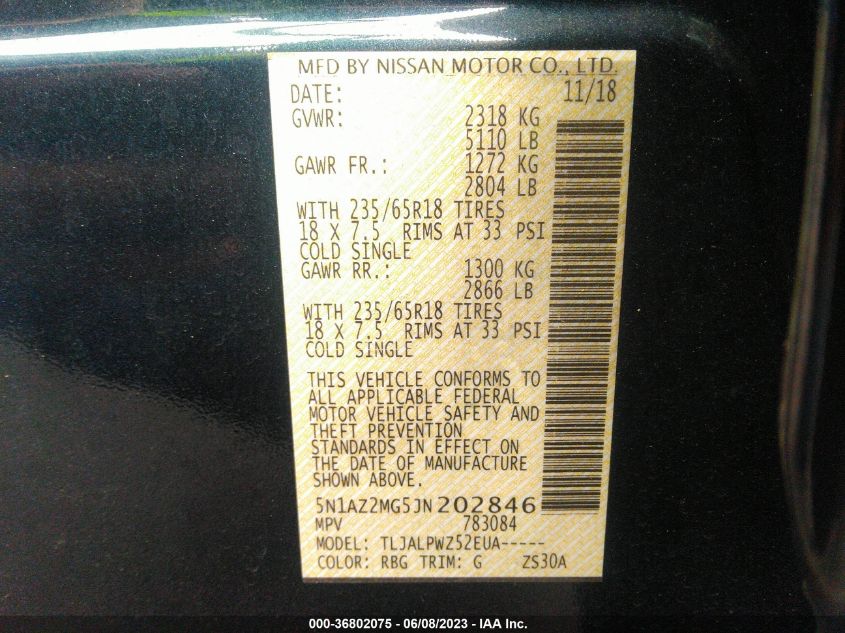 MFD BY NISSAN MOTOR CO., LTD.
DATE: 11/18
GVWR: 2318 KG
5110 LB
GAWR FR.: 1272 KG
2804 LB
WITH 235/65R18 TIRES
18 X 7.5 RIMS AT 33 PSI
COLD SINGLE
GAWR RR.: 1300 KG
2866 LB
WITH 235/65R18 TIRES
18 X 7.5 RIMS AT 33 PSI
COLD SINGLE
THIS VEHICLE CONFORMS TO
ALL APPLICABLE FEDERAL
MOTOR VEHICLE SAFETY AND
THEFT PREVENTION
STANDARDS IN EFFECT ON
THE DATE OF MANUFACTURE
SHOWN ABOVE.
5N1AZ2MG5JN202846
MPV 783084
MODEL: TLJALPWZ52EUA-----
COLOR: RBG TRIM: G ZS30A
000-36802075 - 06/08/2023 - IAA Inc.